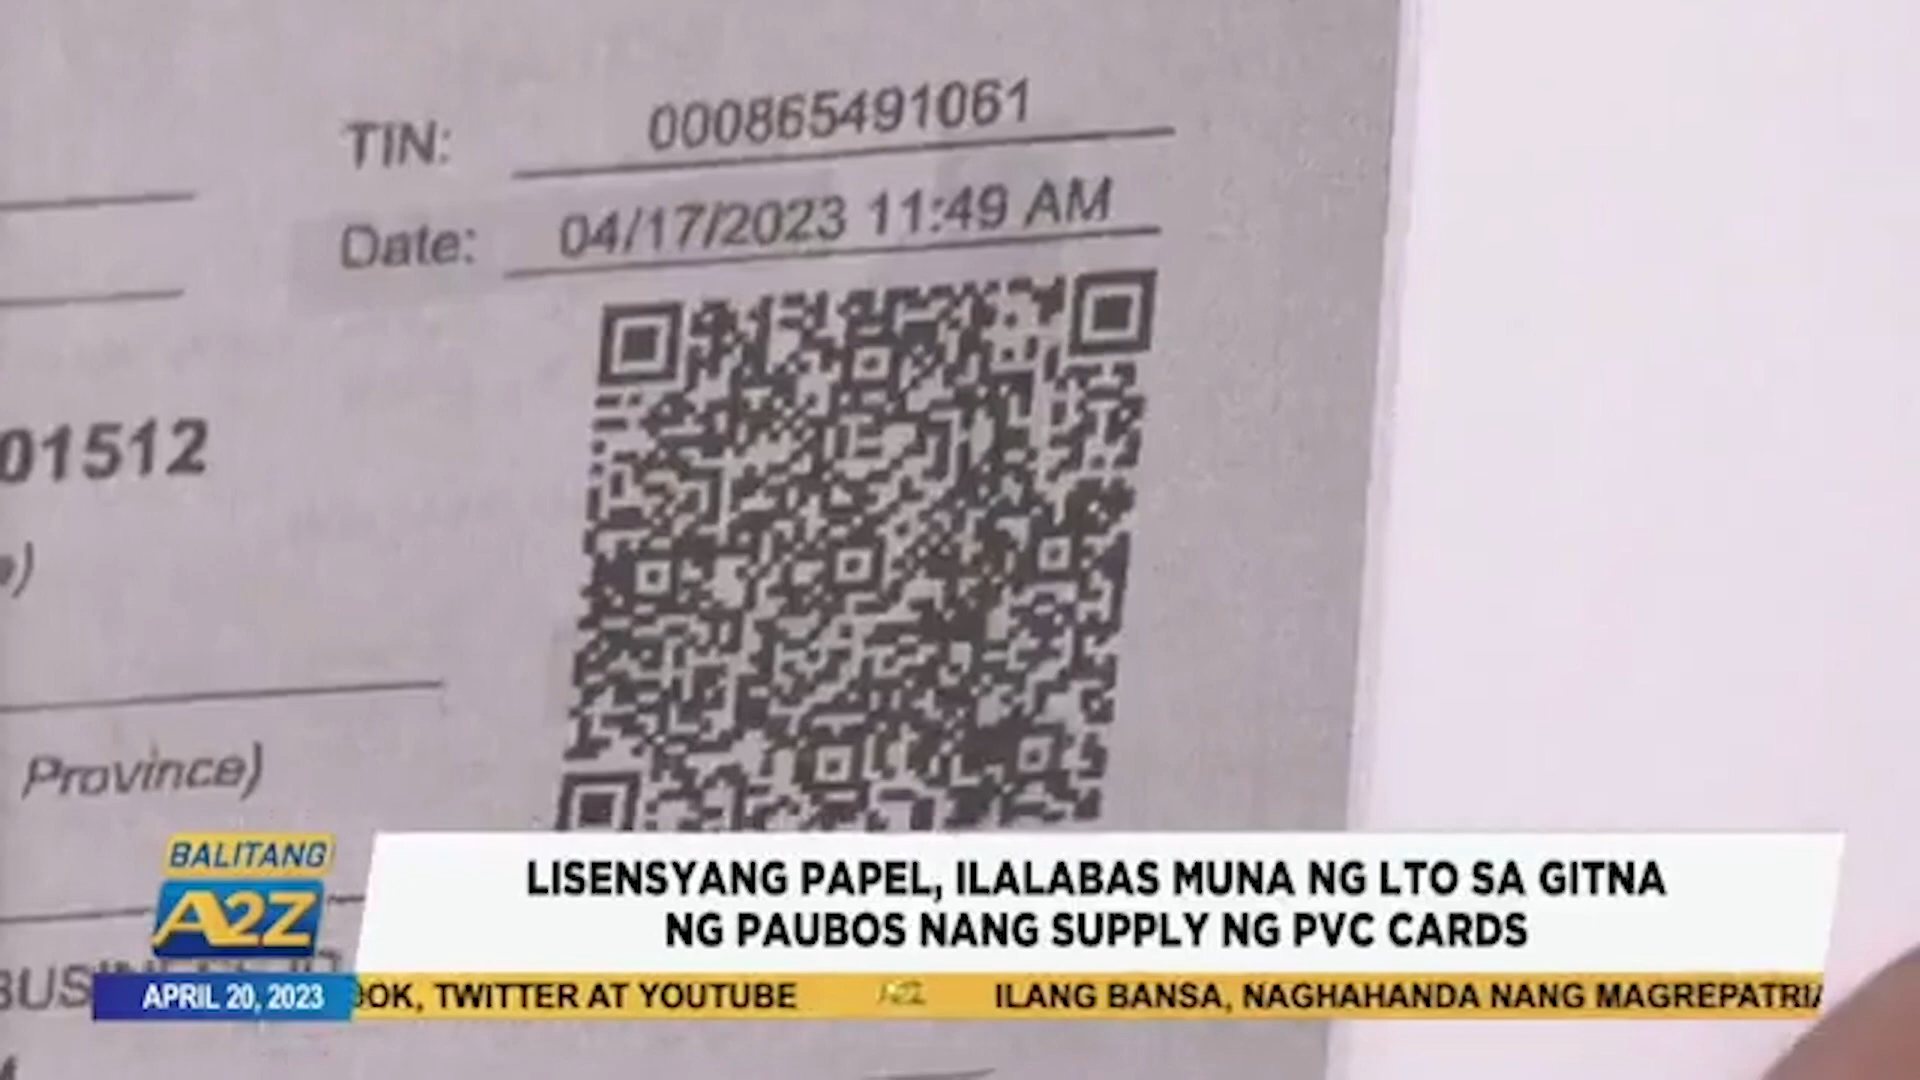 TIN: 000865491061
Date: 04/17/2023 11:49 AM
01512
e)
Province)
BALITANG
A2Z
LISENSYANG PAPEL, ILALABAS MUNA NG LTO SA GITNA
NG PAUBOS NANG SUPPLY NG PVC CARDS
APRIL 20, 2023
OOK, TWITTER AT YOUTUBE A2Z ILANG BANSA, NAGHAHANDA NANG MAGREPATRIA